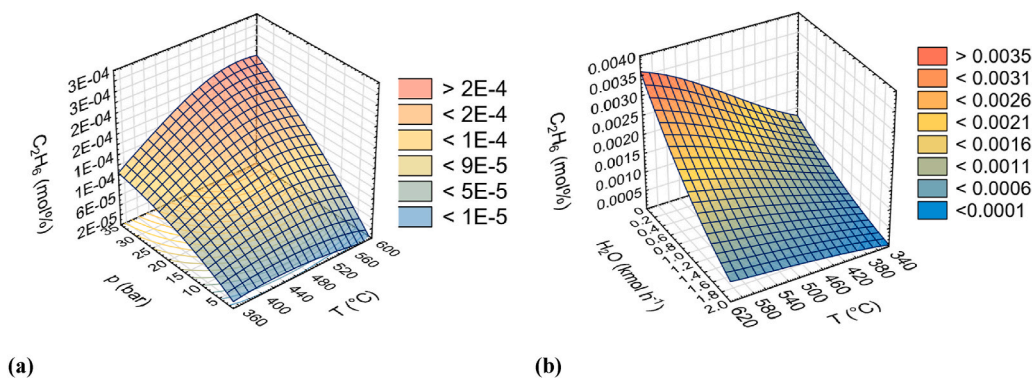 3E-04
3E-04
2E-04
2E-04
1E-04
1E-04
6E-05
2E-05
C₂H₆ (mol%)
35
30
25
20
15
10
5
p (bar)
360
400
440
480
520
560
600
T (°C)
> 2E-4
< 2E-4
< 1E-4
< 9E-5
< 5E-5
< 1E-5
(a)
0.0040
0.0035
0.0030
0.0025
0.0020
0.0015
0.0010
0.0005
C₂H₆ (mol%)
H₂O (kmol h⁻¹)
620
580
540
500
460
420
380
340
T (°C)
> 0.0035
< 0.0031
< 0.0026
< 0.0021
< 0.0016
< 0.0011
< 0.0006
<0.0001
(b)